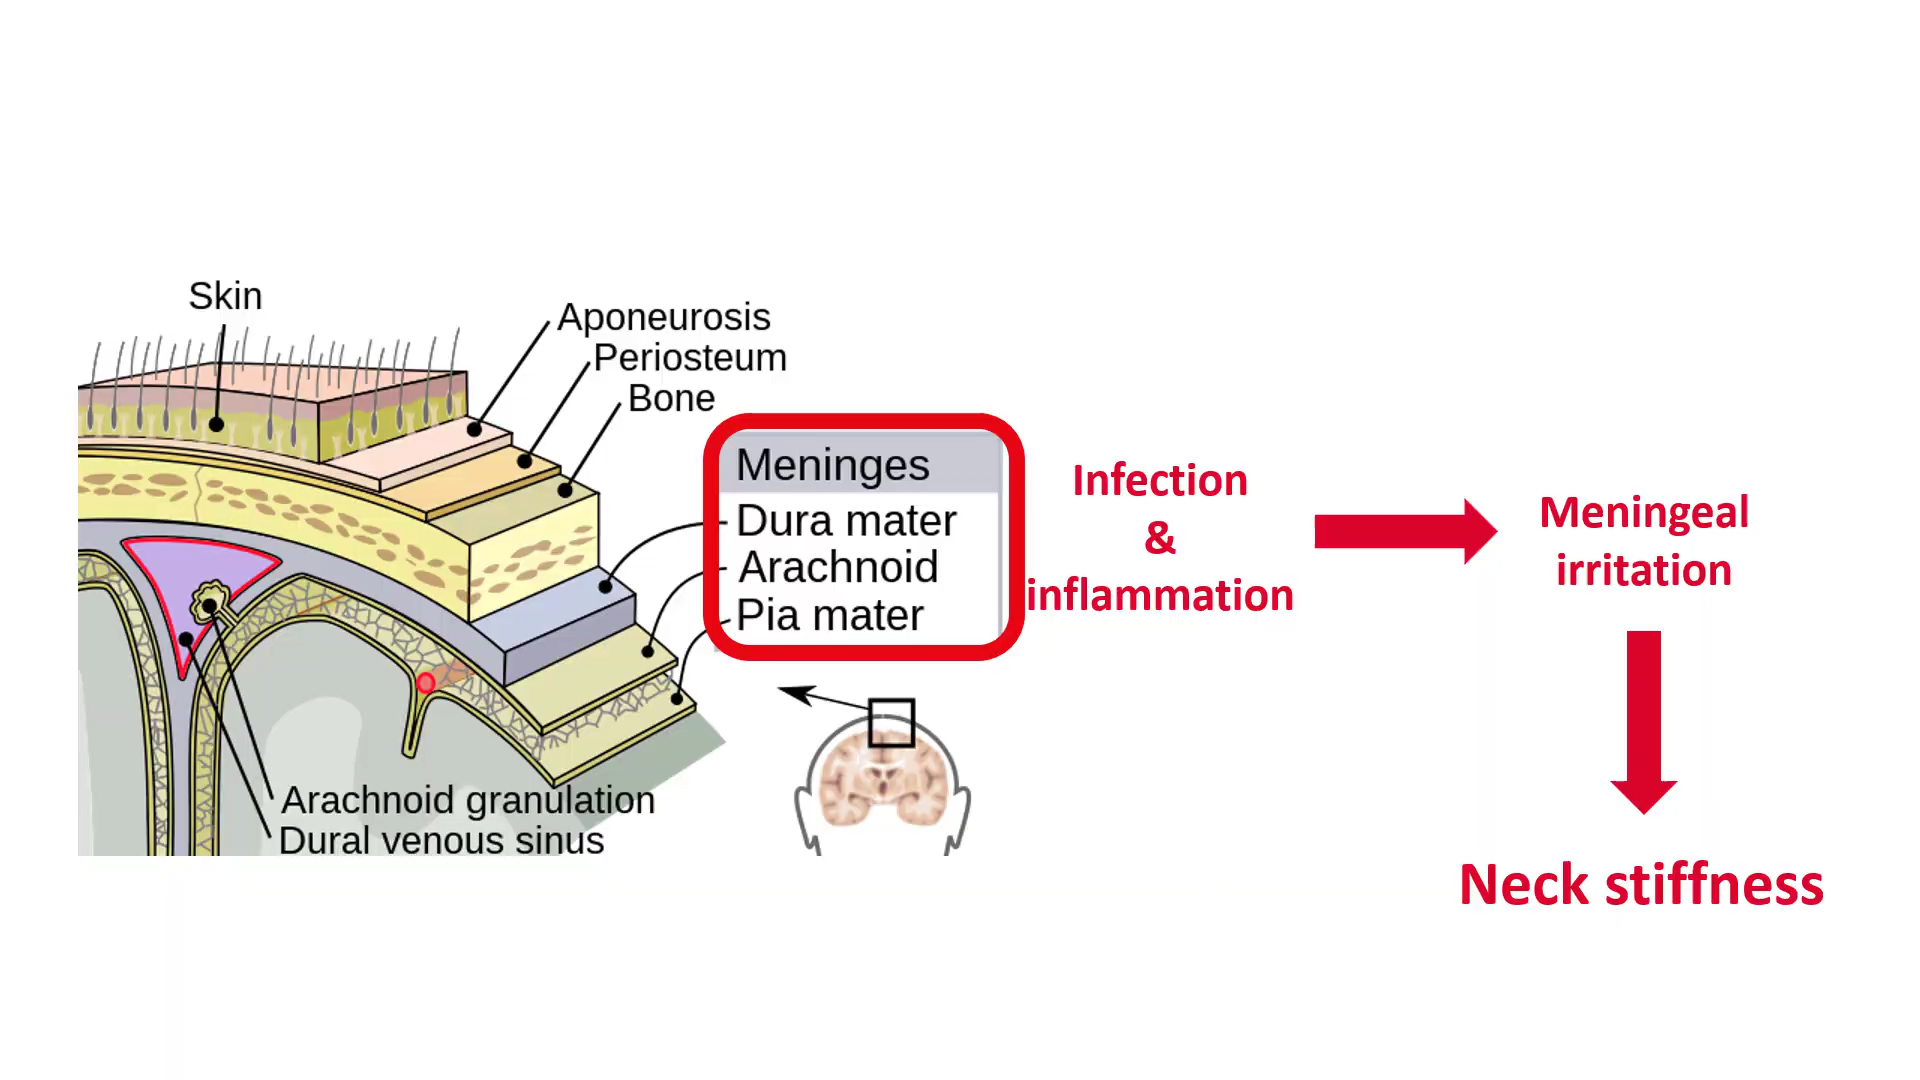 Skin
Aponeurosis
Periosteum
Bone
Meninges
Dura mater
Arachnoid
Pia mater
Arachnoid granulation
Dural venous sinus
Infection
&
inflammation
Meningeal
irritation
Neck stiffness